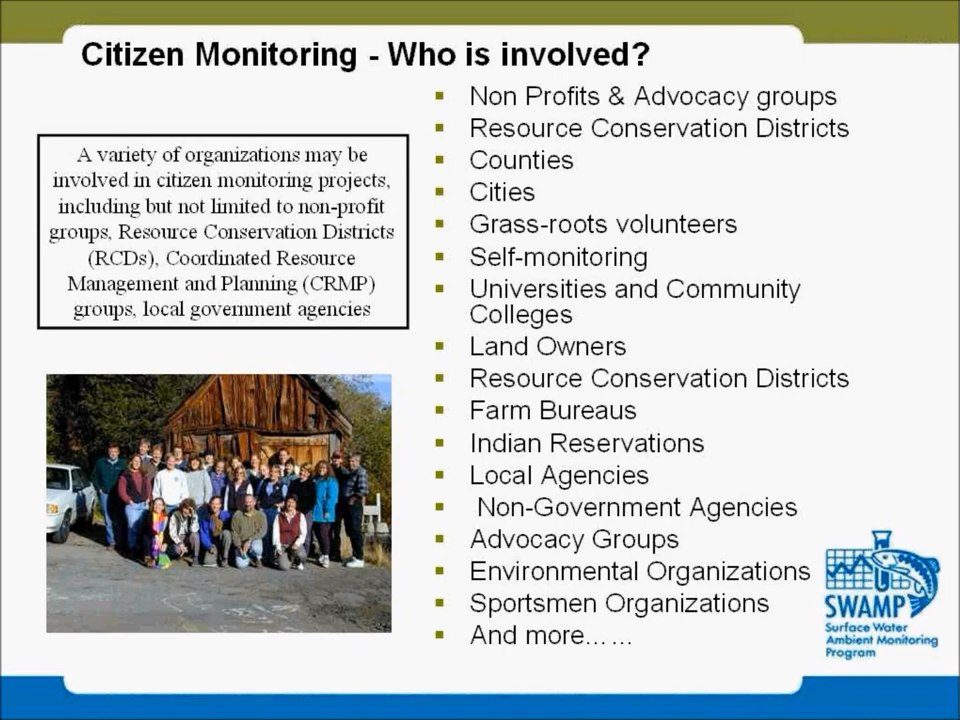 Citizen Monitoring - Who is involved?
A variety of organizations may be
involved in citizen monitoring projects,
including but not limited to non-profit
groups, Resource Conservation Districts
(RCDs), Coordinated Resource
Management and Planning (CRMP)
groups, local government agencies
▪ Non Profits & Advocacy groups
▪ Resource Conservation Districts
▪ Counties
▪ Cities
▪ Grass-roots volunteers
▪ Self-monitoring
▪ Universities and Community
Colleges
▪ Land Owners
▪ Resource Conservation Districts
▪ Farm Bureaus
▪ Indian Reservations
▪ Local Agencies
▪ Non-Government Agencies
▪ Advocacy Groups
▪ Environmental Organizations
▪ Sportsmen Organizations
▪ And more……
SWAMP
Surface Water
Ambient Monitoring
Program